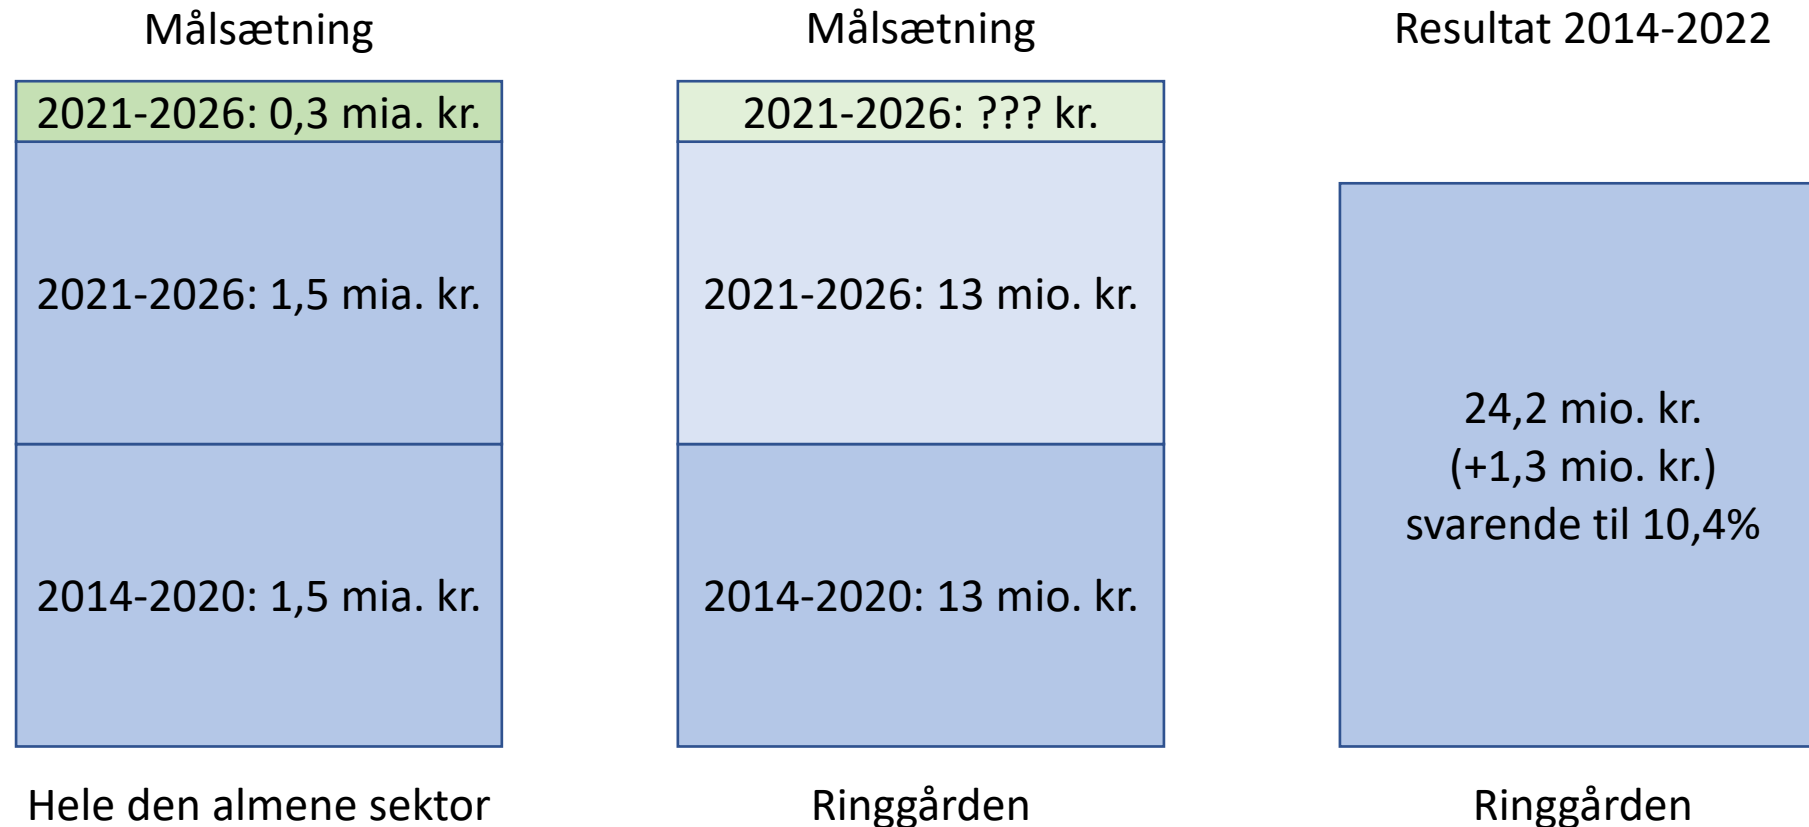 Målsætning
2021-2026: 0,3 mia. kr.
2021-2026: 1,5 mia. kr.
2014-2020: 1,5 mia. kr.
Hele den almene sektor
Målsætning
2021-2026: ??? kr.
2021-2026: 13 mio. kr.
2014-2020: 13 mio. kr.
Ringgården
Resultat 2014-2022
24,2 mio. kr.
(+1,3 mio. kr.)
svarende til 10,4%
Ringgården